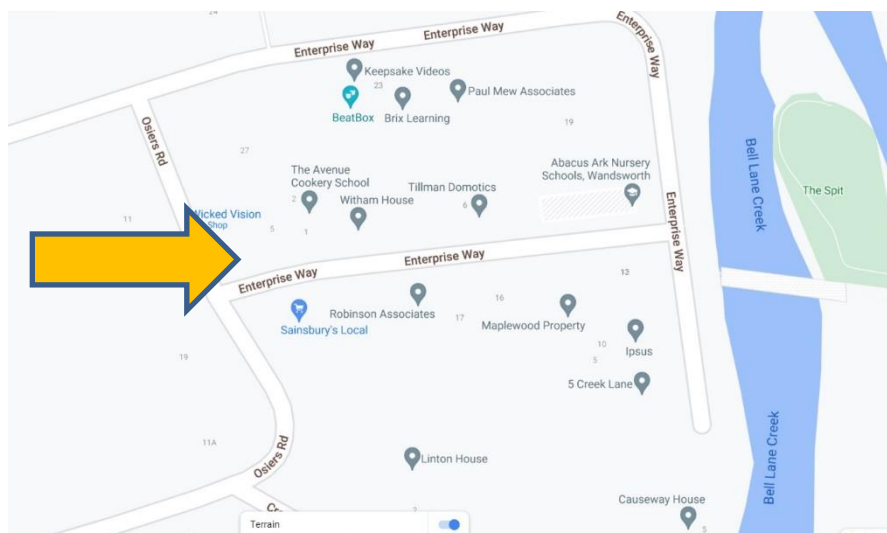 24
Enterprise Way
Enterprise Way
Enterprise Way
Enterprise Way
Keepsake Videos
23
BeatBox
Brix Learning
Paul Mew Associates
19
Osiers Rd
27
The Avenue
Cookery School
2
Witham House
1
Tillman Domotics
6
Abacus Ark Nursery
Schools, Wandsworth
Bell Lane Creek
The Spit
11
Wicked Vision
Shop
5
Enterprise Way
Enterprise Way
Enterprise Way
12
Sainsbury's Local
Robinson Associates
17
16
Maplewood Property
10
5
Ipsus
5 Creek Lane
19
11A
Osiers Rd
Linton House
Bell Lane Creek
Causeway House
5
Terrain